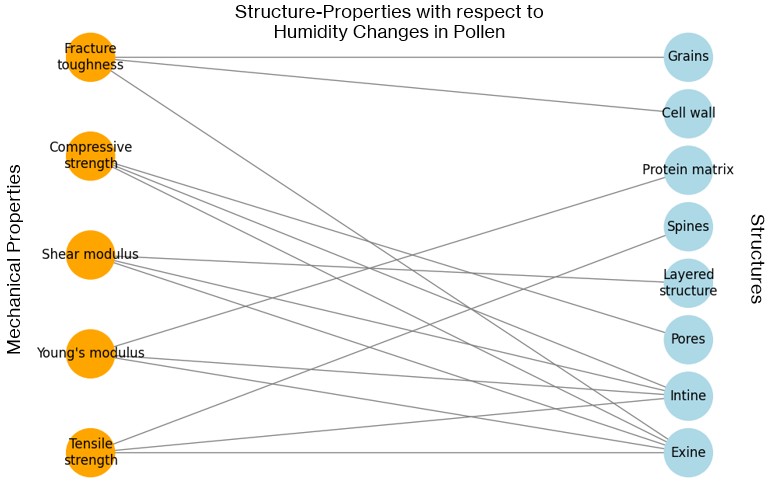 Structure-Properties with respect to
Humidity Changes in Pollen
Mechanical Properties
Fracture
toughness
Compressive
strength
Shear modulus
Young's modulus
Tensile
strength
Grains
Cell wall
Protein matrix
Spines
Layered
structure
Pores
Intine
Exine
Structures